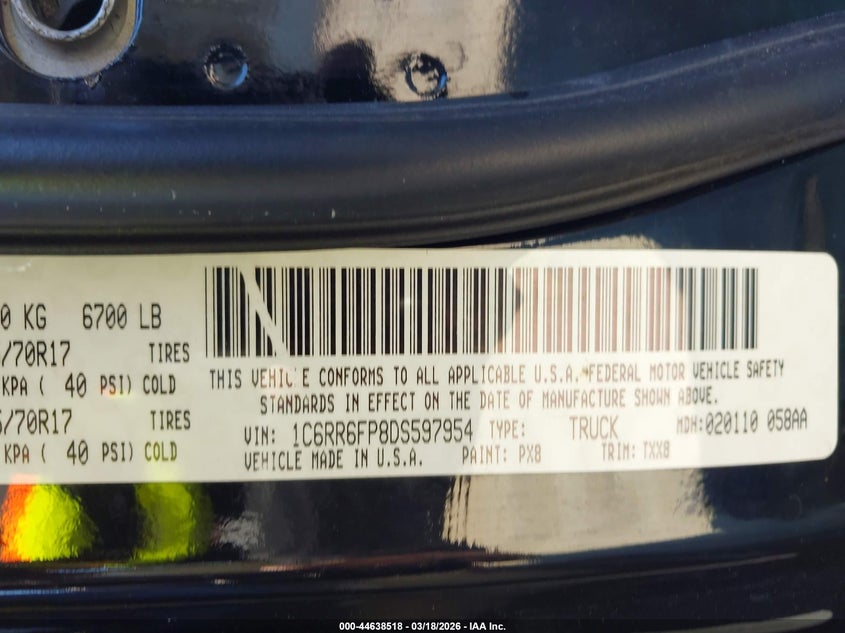 0 KG 6700 LB
/70R17 TIRES
KPA ( 40 PSI) COLD
/70R17 TIRES
KPA ( 40 PSI) COLD
THIS VEHICLE CONFORMS TO ALL APPLICABLE U.S.A. FEDERAL MOTOR VEHICLE SAFETY
STANDARDS IN EFFECT ON THE DATE OF MANUFACTURE SHOWN ABOVE.
VIN: 1C6RR6FP8DS597954 TYPE: TRUCK MDH:020110 058AA
VEHICLE MADE IN U.S.A. PAINT: PX8 TRIM: TXX8
000-44638518 - 03/18/2026 - IAA Inc.